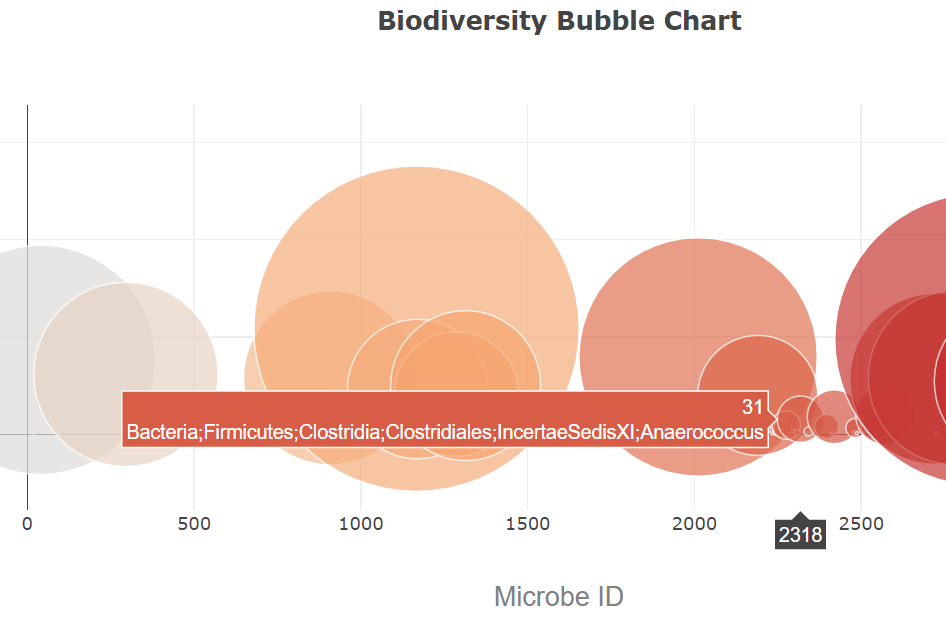 Biodiversity Bubble Chart
31
Bacteria;Firmicutes;Clostridia;Clostridiales;IncertaeSedisXI;Anaerococcus
0
500
1000
1500
2000
2500
2318
Microbe ID